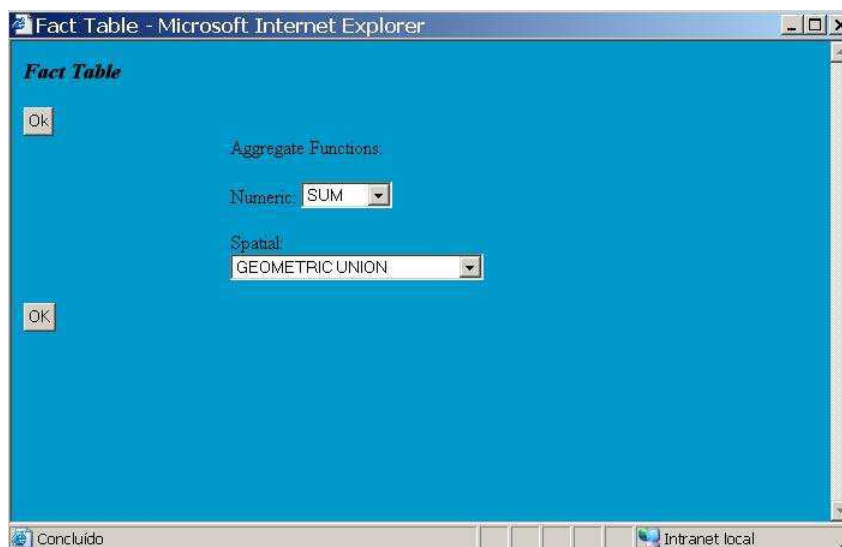 Fact Table - Microsoft Internet Explorer
Fact Table
Ok
Aggregate Functions:
Numeric: SUM
Spatial:
GEOMETRIC UNION
OK
Concluído
Intranet local